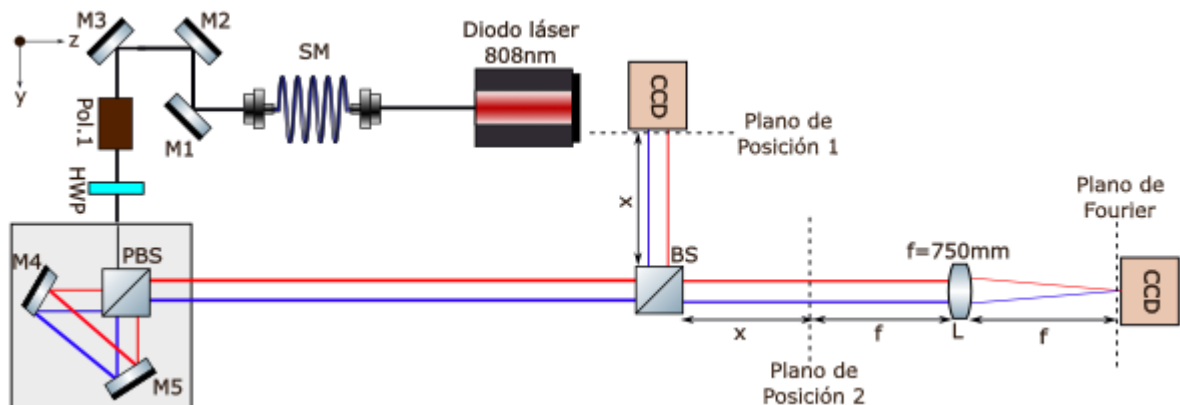 M3
M2
z
y
SM
Diodo láser
808nm
CCD
Plano de
Posición 1
Pol.1
M1
HWP
x
Plano de
Fourier
M4
PBS
BS
f=750mm
CCD
x
f
L
f
M5
Plano de
Posición 2